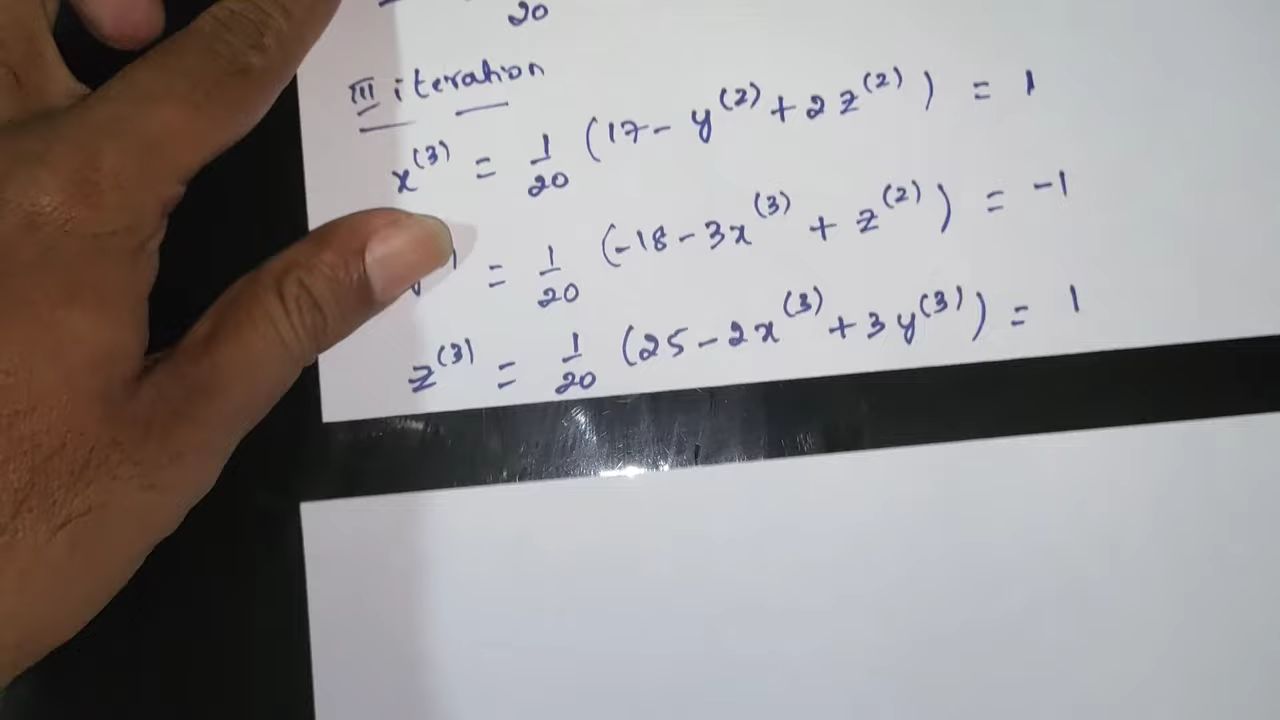 20
III iteration
x^(3) = 1/20 (17 - y^(2) + 2z^(2)) = 1
= 1/20 (-18 - 3x^(3) + z^(2)) = -1
z^(3) = 1/20 (25 - 2x^(3) + 3y^(3)) = 1